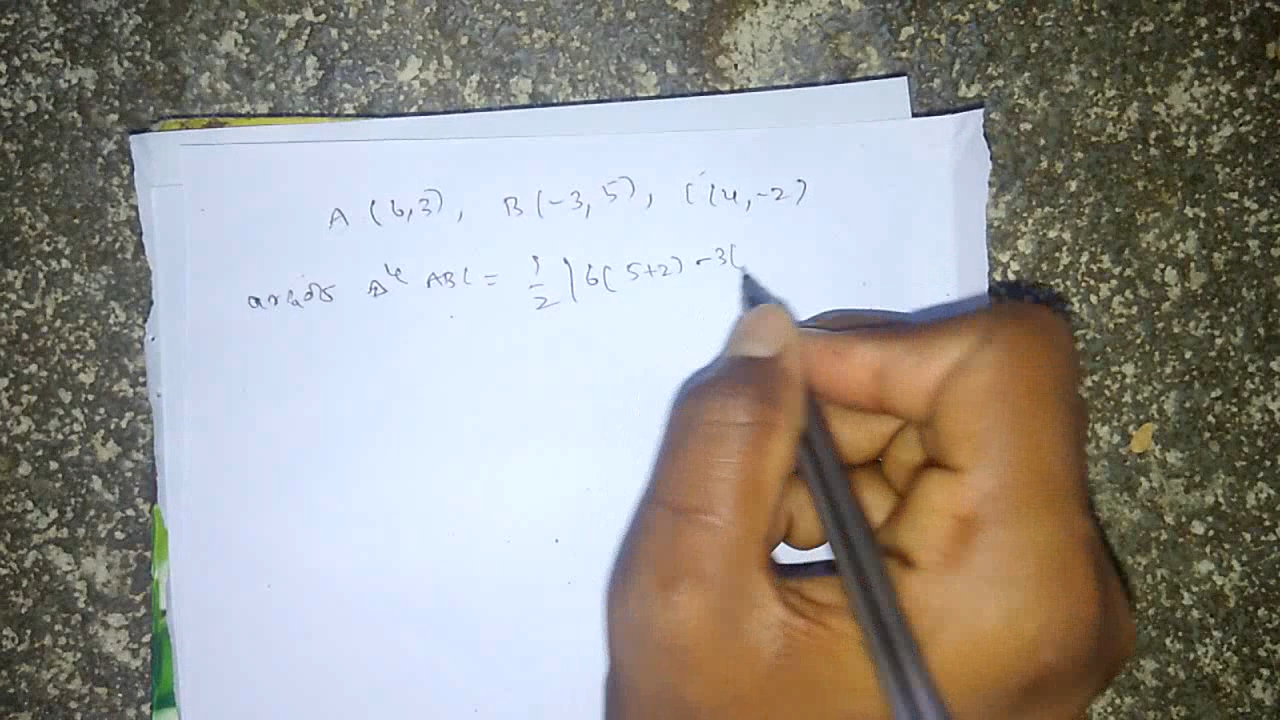 A (6,3), B(-3,5), C(4,-2)
area of Δle ABC = 1/2 |6(5+2) -3(